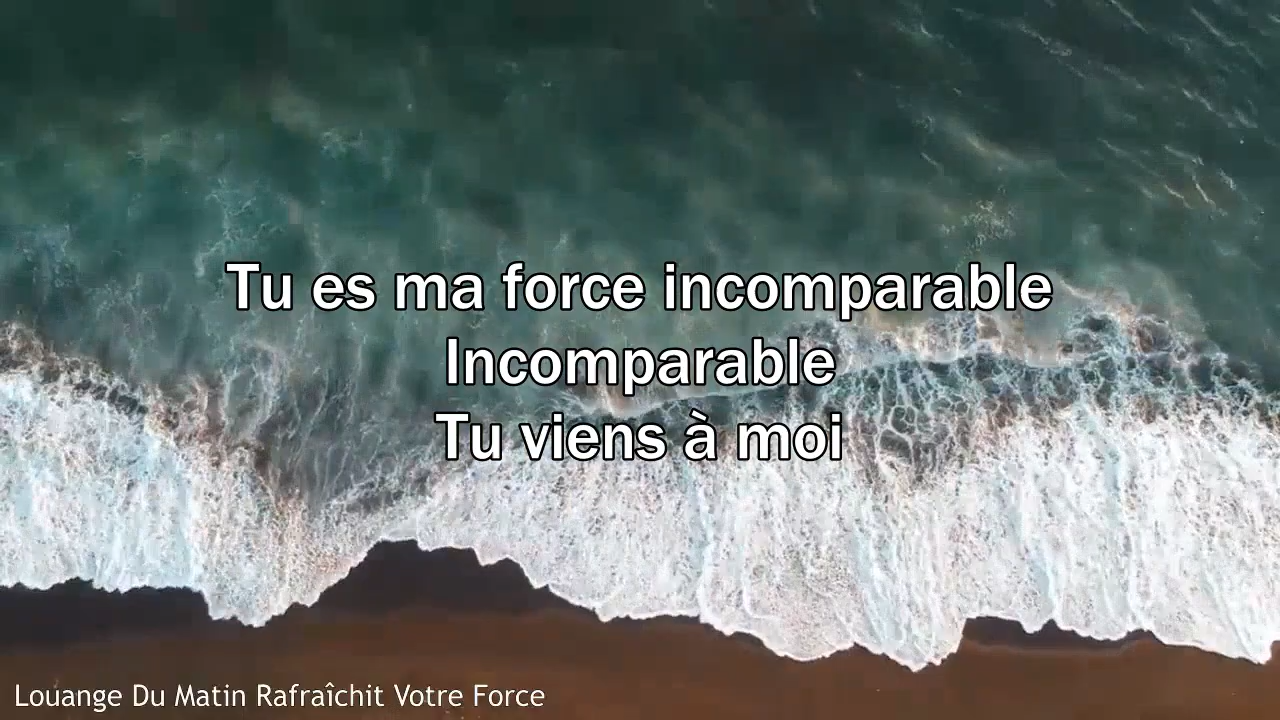 Tu es ma force incomparable
Incomparable
Tu viens à moi
Louange Du Matin Rafraîchit Votre Force